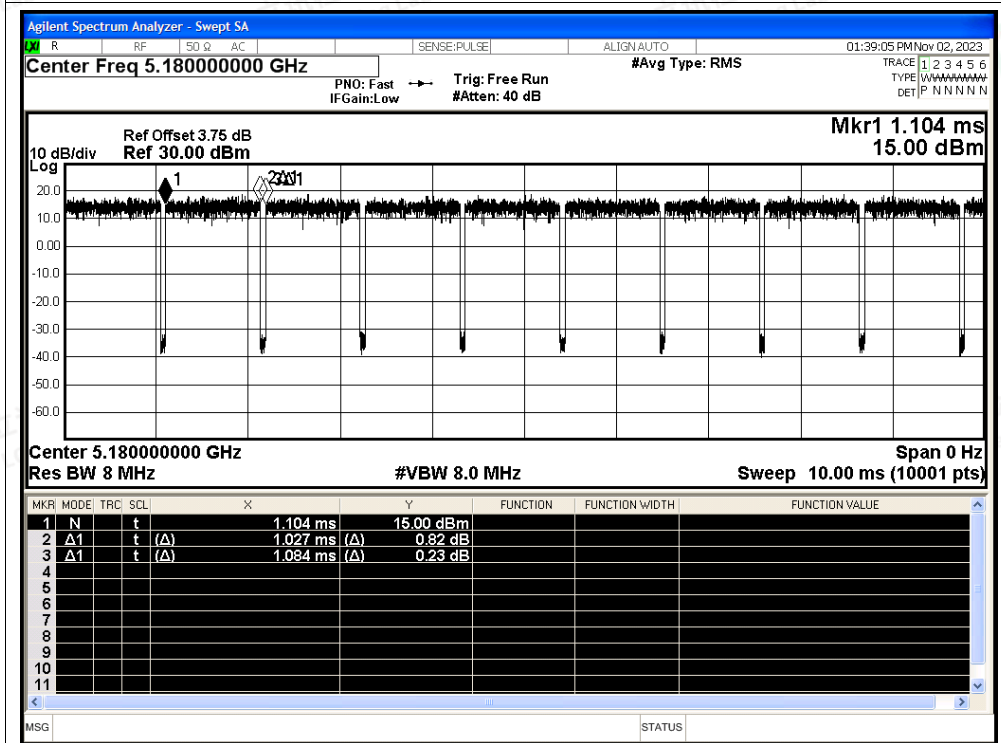 Agilent Spectrum Analyzer - Swept SA
LXI R RF 50 Ω AC SENSE:PULSE ALIGN AUTO 01:39:05 PM Nov 02, 2023
Center Freq 5.180000000 GHz #Avg Type: RMS TRACE 1 2 3 4 5 6
PNO: Fast Trig: Free Run TYPE
IFGain:Low #Atten: 40 dB DET P N N N N N
Mkr1 1.104 ms
Ref Offset 3.75 dB
10 dB/div Ref 30.00 dBm 15.00 dBm
Log
1
20.0
10.0
0.00
-10.0
-20.0
-30.0
-40.0
-50.0
-60.0
Center 5.180000000 GHz Span 0 Hz
Res BW 8 MHz #VBW 8.0 MHz Sweep 10.00 ms (10001 pts)
MKR MODE TRC SCL X Y FUNCTION FUNCTION WIDTH FUNCTION VALUE
1 N t 1.104 ms 15.00 dBm
2 Δ1 t (Δ) 1.027 ms (Δ) 0.82 dB
3 Δ1 t (Δ) 1.084 ms (Δ) 0.23 dB
4
5
6
7
8
9
10
11
MSG STATUS